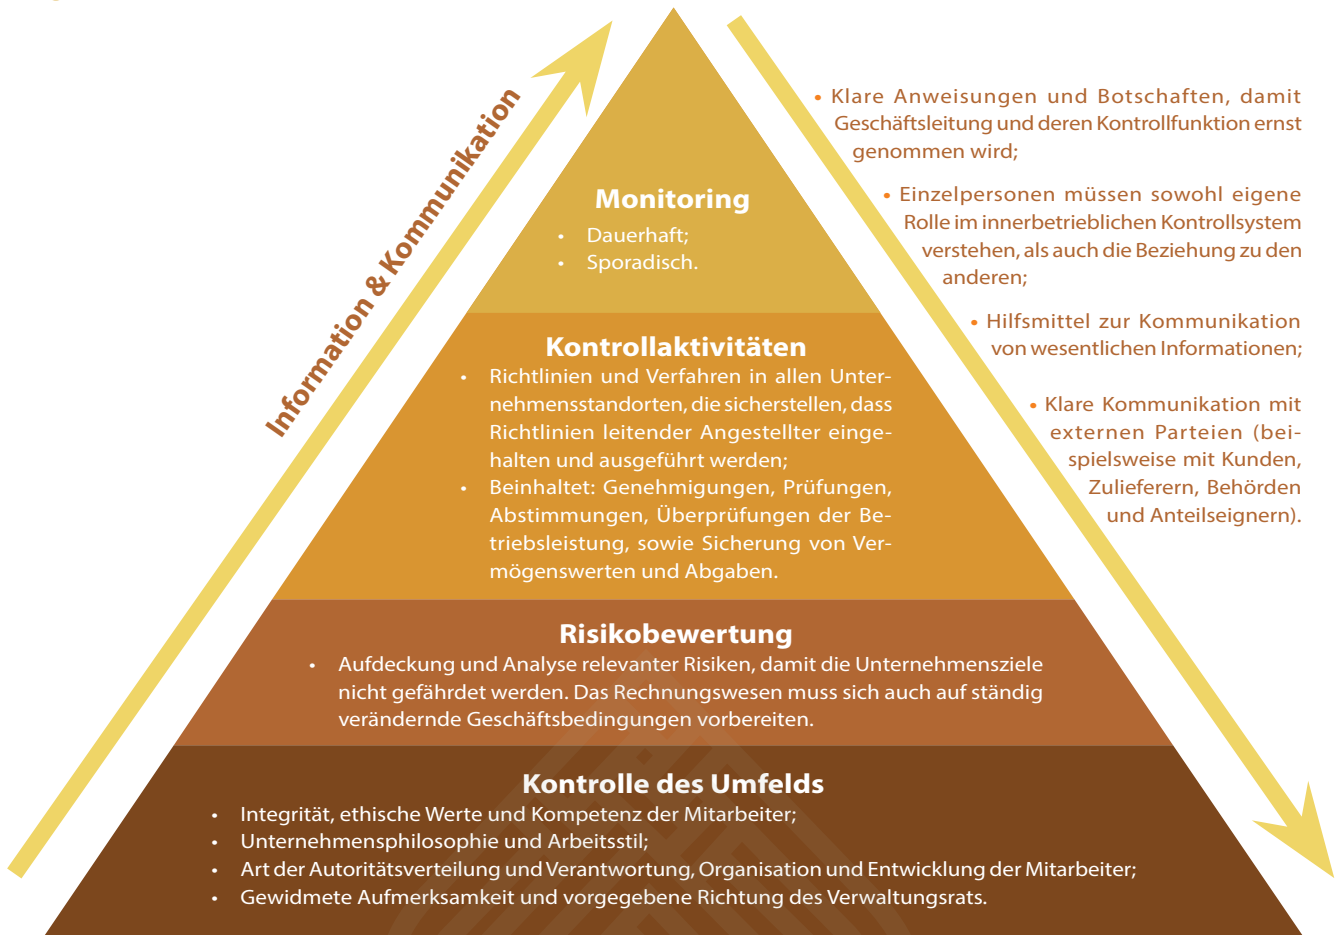 Information & Kommunikation
Monitoring
• Dauerhaft;
• Sporadisch.
Kontrollaktivitäten
• Richtlinien und Verfahren in allen Unter-
nehmensstandorten, die sicherstellen, dass
Richtlinien leitender Angestellter einge-
halten und ausgeführt werden;
• Beinhaltet: Genehmigungen, Prüfungen,
Abstimmungen, Überprüfungen der Be-
triebsleistung, sowie Sicherung von Ver-
mögenswerten und Abgaben.
Risikobewertung
• Aufdeckung und Analyse relevanter Risiken, damit die Unternehmensziele
nicht gefährdet werden. Das Rechnungswesen muss sich auch auf ständig
verändernde Geschäftsbedingungen vorbereiten.
Kontrolle des Umfelds
• Integrität, ethische Werte und Kompetenz der Mitarbeiter;
• Unternehmensphilosophie und Arbeitsstil;
• Art der Autoritätsverteilung und Verantwortung, Organisation und Entwicklung der Mitarbeiter;
• Gewidmete Aufmerksamkeit und vorgegebene Richtung des Verwaltungsrats.
• Klare Anweisungen und Botschaften, damit
Geschäftsleitung und deren Kontrollfunktion ernst
genommen wird;
• Einzelpersonen müssen sowohl eigene
Rolle im innerbetrieblichen Kontrollsystem
verstehen, als auch die Beziehung zu den
anderen;
• Hilfsmittel zur Kommunikation
von wesentlichen Informationen;
• Klare Kommunikation mit
externen Parteien (bei-
spielsweise mit Kunden,
Zulieferern, Behörden
und Anteilseignern).